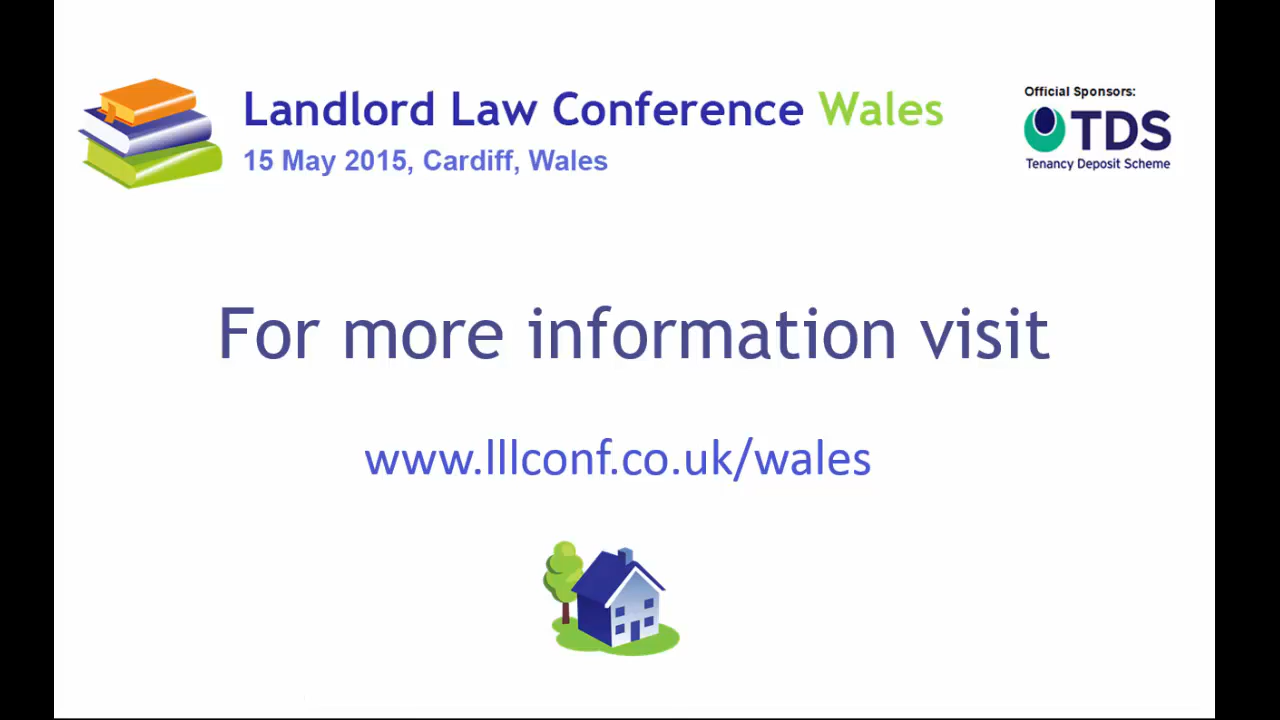 Landlord Law Conference Wales
15 May 2015, Cardiff, Wales
Official Sponsors:
TDS
Tenancy Deposit Scheme
For more information visit
www.lllconf.co.uk/wales